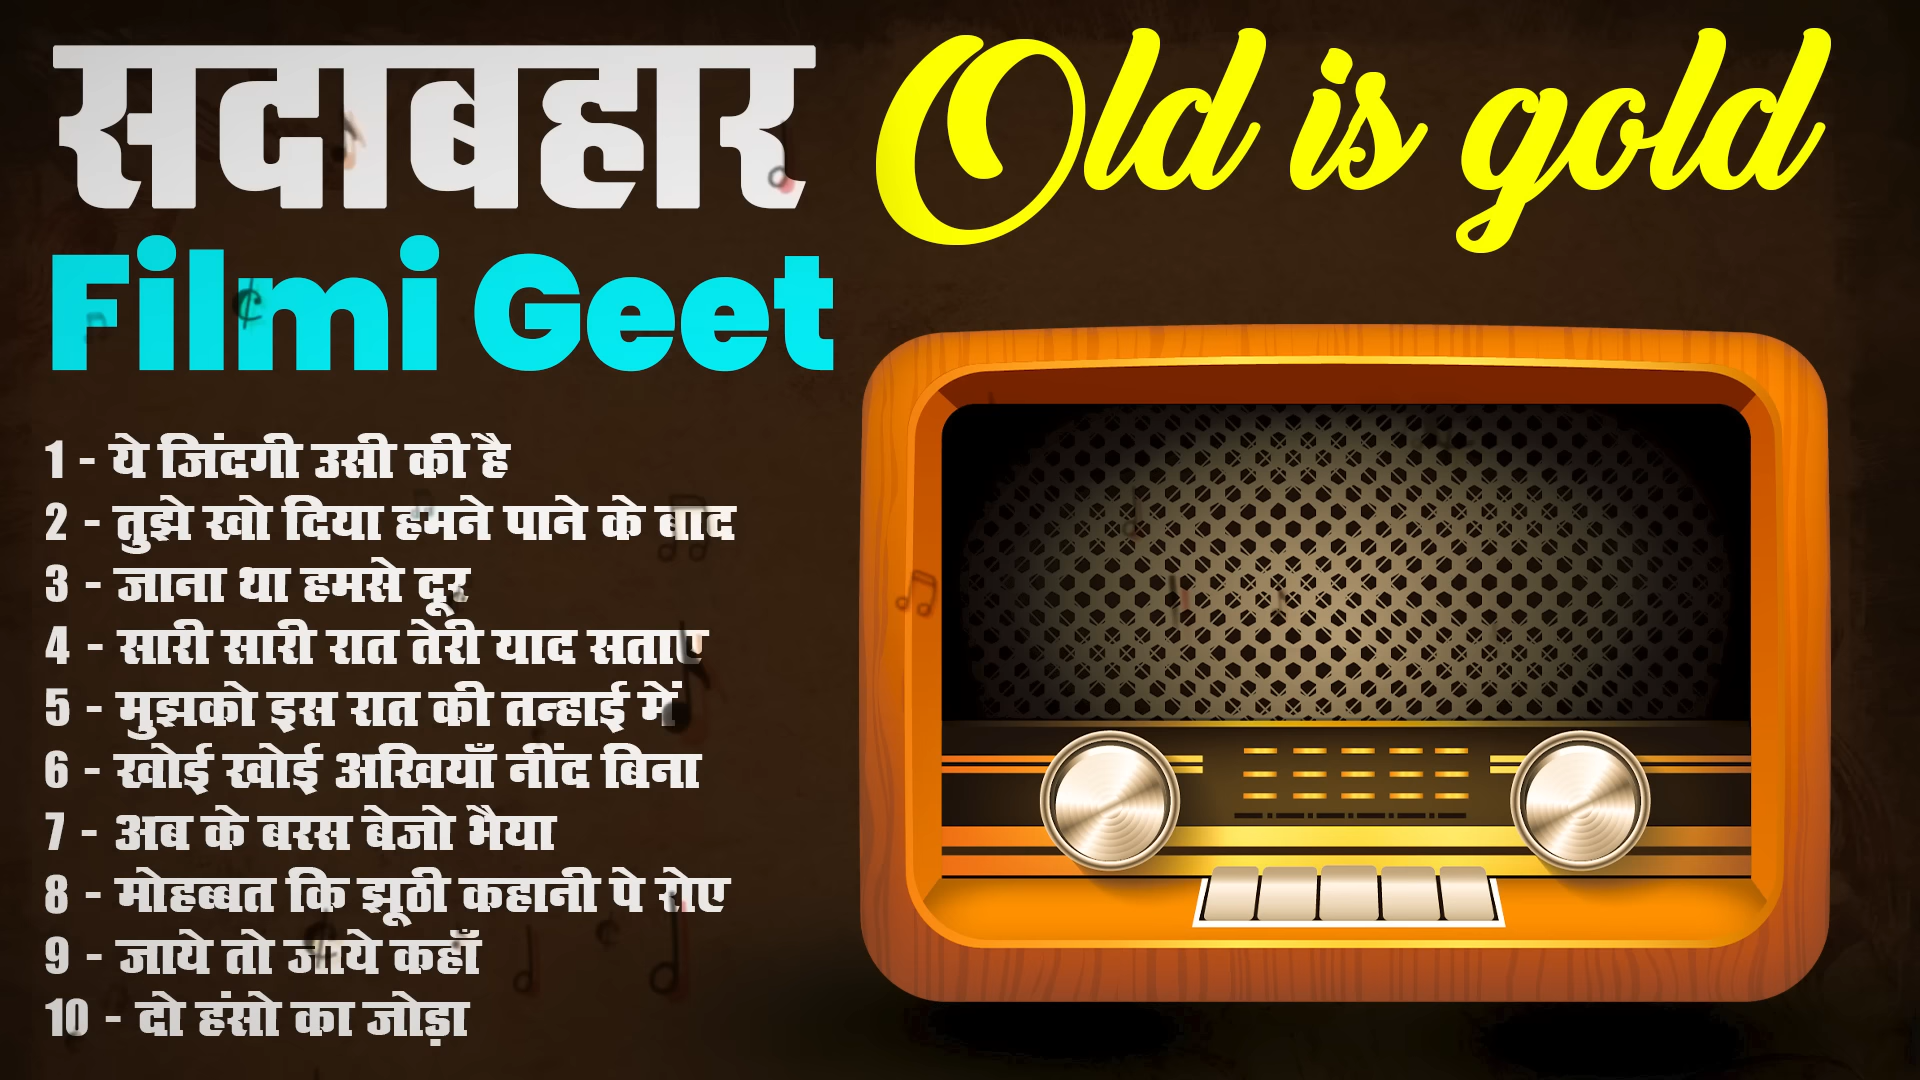 सदाबहार
Old is gold
Filmi Geet
1 - ये जिंदगी उसी की है
2 - तुझे खो दिया हमने पाने के बाद
3 - जाना था हमसे दूर
4 - सारी सारी रात तेरी याद सताए
5 - मुझको इस रात की तन्हाई में
6 - खोई खोई अखियाँ नींद बिना
7 - अब के बरस बेजो भैया
8 - मोहब्बत कि झूठी कहानी पे रोए
9 - जाये तो जाये कहाँ
10 - दो हंसो का जोड़ा